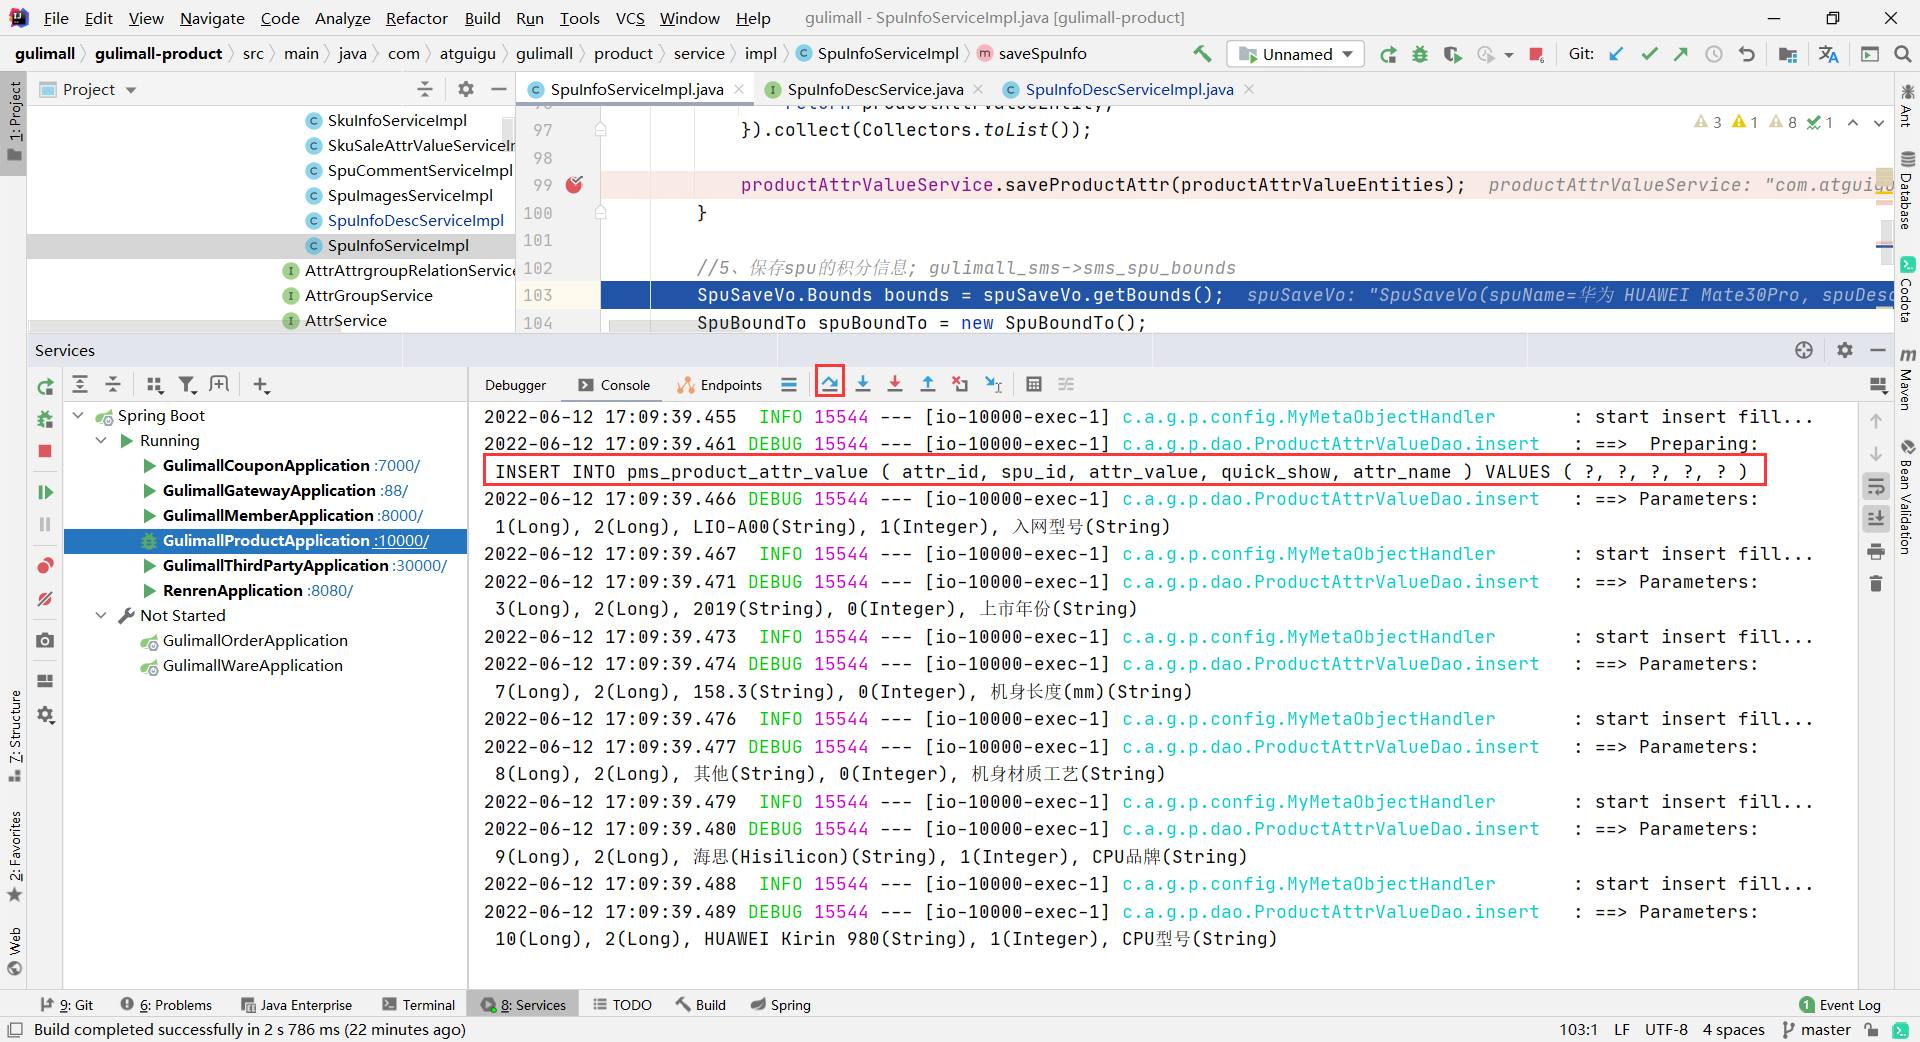 File Edit View Navigate Code Analyze Refactor Build Run Tools VCS Window Help gulimall - SpuInfoServiceImpl.java [gulimall-product]
gulimall gulimall-product src main java com atguigu gulimall product service impl SpuInfoServiceImpl saveSpuInfo Unnamed Git:
Project SpuInfoServiceImpl.java SpuInfoDescService.java SpuInfoDescServiceImpl.java
SkuInfoServiceImpl
SkuSaleAttrValueServiceIm
SpuCommentServiceImpl
SpuImagesServiceImpl
SpuInfoDescServiceImpl
SpuInfoServiceImpl
AttrAttrgroupRelationService
AttrGroupService
AttrService
return productAttrValueEntity;
97 }).collect(Collectors.toList());
3 1 8 1
98
99 productAttrValueService.saveProductAttr(productAttrValueEntities); productAttrValueService: "com.atguigu
100 }
101
102 //5、保存spu的积分信息; gulimall_sms->sms_spu_bounds
103 SpuSaveVo.Bounds bounds = spuSaveVo.getBounds(); spuSaveVo: "SpuSaveVo(spuName=华为 HUAWEI Mate30Pro, spuDesc
104 SpuBoundTo spuBoundTo = new SpuBoundTo();
Services
Debugger Console Endpoints
Spring Boot
Running
GulimallCouponApplication :7000/
GulimallGatewayApplication :88/
GulimallMemberApplication :8000/
GulimallProductApplication :10000/
GulimallThirdPartyApplication :30000/
RenrenApplication :8080/
Not Started
GulimallOrderApplication
GulimallWareApplication
2022-06-12 17:09:39.455 INFO 15544 --- [io-10000-exec-1] c.a.g.p.config.MyMetaObjectHandler : start insert fill...
2022-06-12 17:09:39.461 DEBUG 15544 --- [io-10000-exec-1] c.a.g.p.dao.ProductAttrValueDao.insert : ==> Preparing:
INSERT INTO pms_product_attr_value ( attr_id, spu_id, attr_value, quick_show, attr_name ) VALUES ( ?, ?, ?, ?, ? )
2022-06-12 17:09:39.466 DEBUG 15544 --- [io-10000-exec-1] c.a.g.p.dao.ProductAttrValueDao.insert : ==> Parameters:
1(Long), 2(Long), LIO-A00(String), 1(Integer), 入网型号(String)
2022-06-12 17:09:39.467 INFO 15544 --- [io-10000-exec-1] c.a.g.p.config.MyMetaObjectHandler : start insert fill...
2022-06-12 17:09:39.471 DEBUG 15544 --- [io-10000-exec-1] c.a.g.p.dao.ProductAttrValueDao.insert : ==> Parameters:
3(Long), 2(Long), 2019(String), 0(Integer), 上市年份(String)
2022-06-12 17:09:39.473 INFO 15544 --- [io-10000-exec-1] c.a.g.p.config.MyMetaObjectHandler : start insert fill...
2022-06-12 17:09:39.474 DEBUG 15544 --- [io-10000-exec-1] c.a.g.p.dao.ProductAttrValueDao.insert : ==> Parameters:
7(Long), 2(Long), 158.3(String), 0(Integer), 机身长度(mm)(String)
2022-06-12 17:09:39.476 INFO 15544 --- [io-10000-exec-1] c.a.g.p.config.MyMetaObjectHandler : start insert fill...
2022-06-12 17:09:39.477 DEBUG 15544 --- [io-10000-exec-1] c.a.g.p.dao.ProductAttrValueDao.insert : ==> Parameters:
8(Long), 2(Long), 其他(String), 0(Integer), 机身材质工艺(String)
2022-06-12 17:09:39.479 INFO 15544 --- [io-10000-exec-1] c.a.g.p.config.MyMetaObjectHandler : start insert fill...
2022-06-12 17:09:39.480 DEBUG 15544 --- [io-10000-exec-1] c.a.g.p.dao.ProductAttrValueDao.insert : ==> Parameters:
9(Long), 2(Long), 海思(Hisilicon)(String), 1(Integer), CPU品牌(String)
2022-06-12 17:09:39.488 INFO 15544 --- [io-10000-exec-1] c.a.g.p.config.MyMetaObjectHandler : start insert fill...
2022-06-12 17:09:39.489 DEBUG 15544 --- [io-10000-exec-1] c.a.g.p.dao.ProductAttrValueDao.insert : ==> Parameters:
10(Long), 2(Long), HUAWEI Kirin 980(String), 1(Integer), CPU型号(String)
1: Project
7: Structure
2: Favorites
Web
Ant
Database
Codota
Maven
Bean Validation
9: Git 6: Problems Java Enterprise Terminal 8: Services TODO Build Spring 1 Event Log
Build completed successfully in 2 s 786 ms (22 minutes ago) 103:1 LF UTF-8 4 spaces master